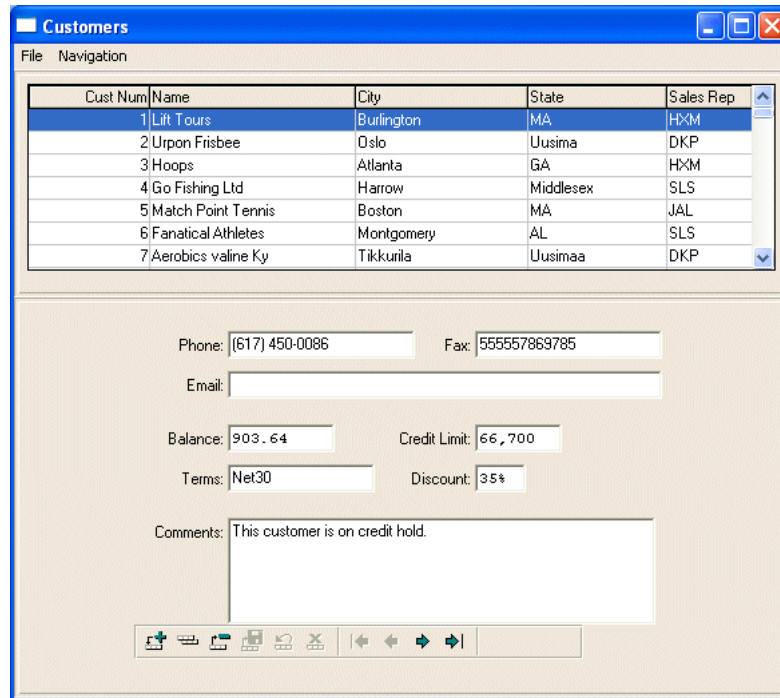 Customers
File Navigation
Cust Num Name City State Sales Rep
1 Lift Tours Burlington MA HXM
2 Urpon Frisbee Oslo Uusima DKP
3 Hoops Atlanta GA HXM
4 Go Fishing Ltd Harrow Middlesex SLS
5 Match Point Tennis Boston MA JAL
6 Fanatical Athletes Montgomery AL SLS
7 Aerobics valine Ky Tikkurila Uusimaa DKP
Phone: (617) 450-0086 Fax: 555557869785
Email:
Balance: 903.64 Credit Limit: 66,700
Terms: Net30 Discount: 35%
Comments: This customer is on credit hold.